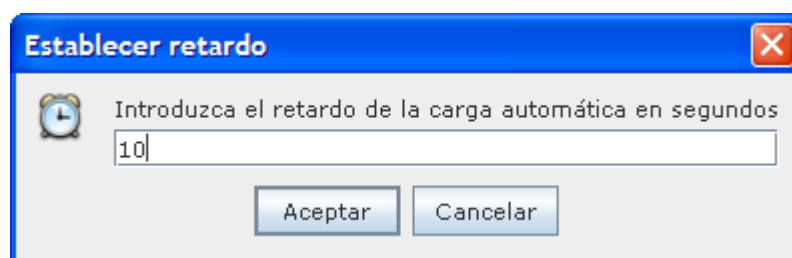 Establecer retardo
Introduzca el retardo de la carga automática en segundos
10
Aceptar Cancelar